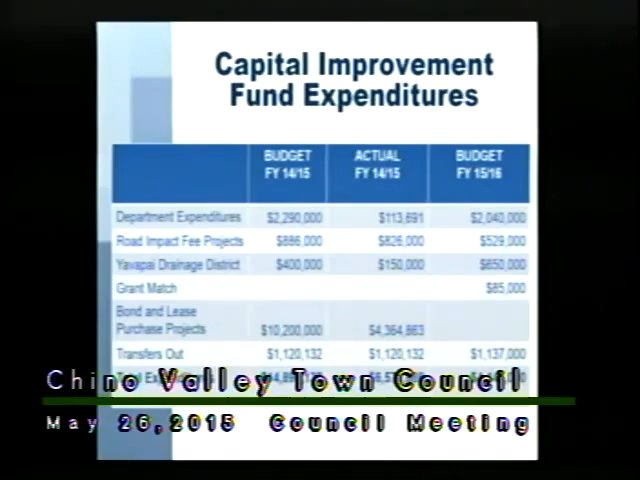 Capital Improvement
Fund Expenditures
BUDGET FY 14/15 ACTUAL FY 14/15 BUDGET FY 15/16
Department Expenditures $2,290,000 $113,691 $2,040,000
Road Impact Fee Projects $886,000 $826,000 $529,000
Yavapai Drainage District $400,000 $150,000 $650,000
Grant Match $85,000
Bond and Lease
Purchase Projects $10,200,000 $4,364,863
Transfers Out $1,120,132 $1,120,132 $1,137,000
Chino Valley Town Council
May 26,2015 Council Meeting